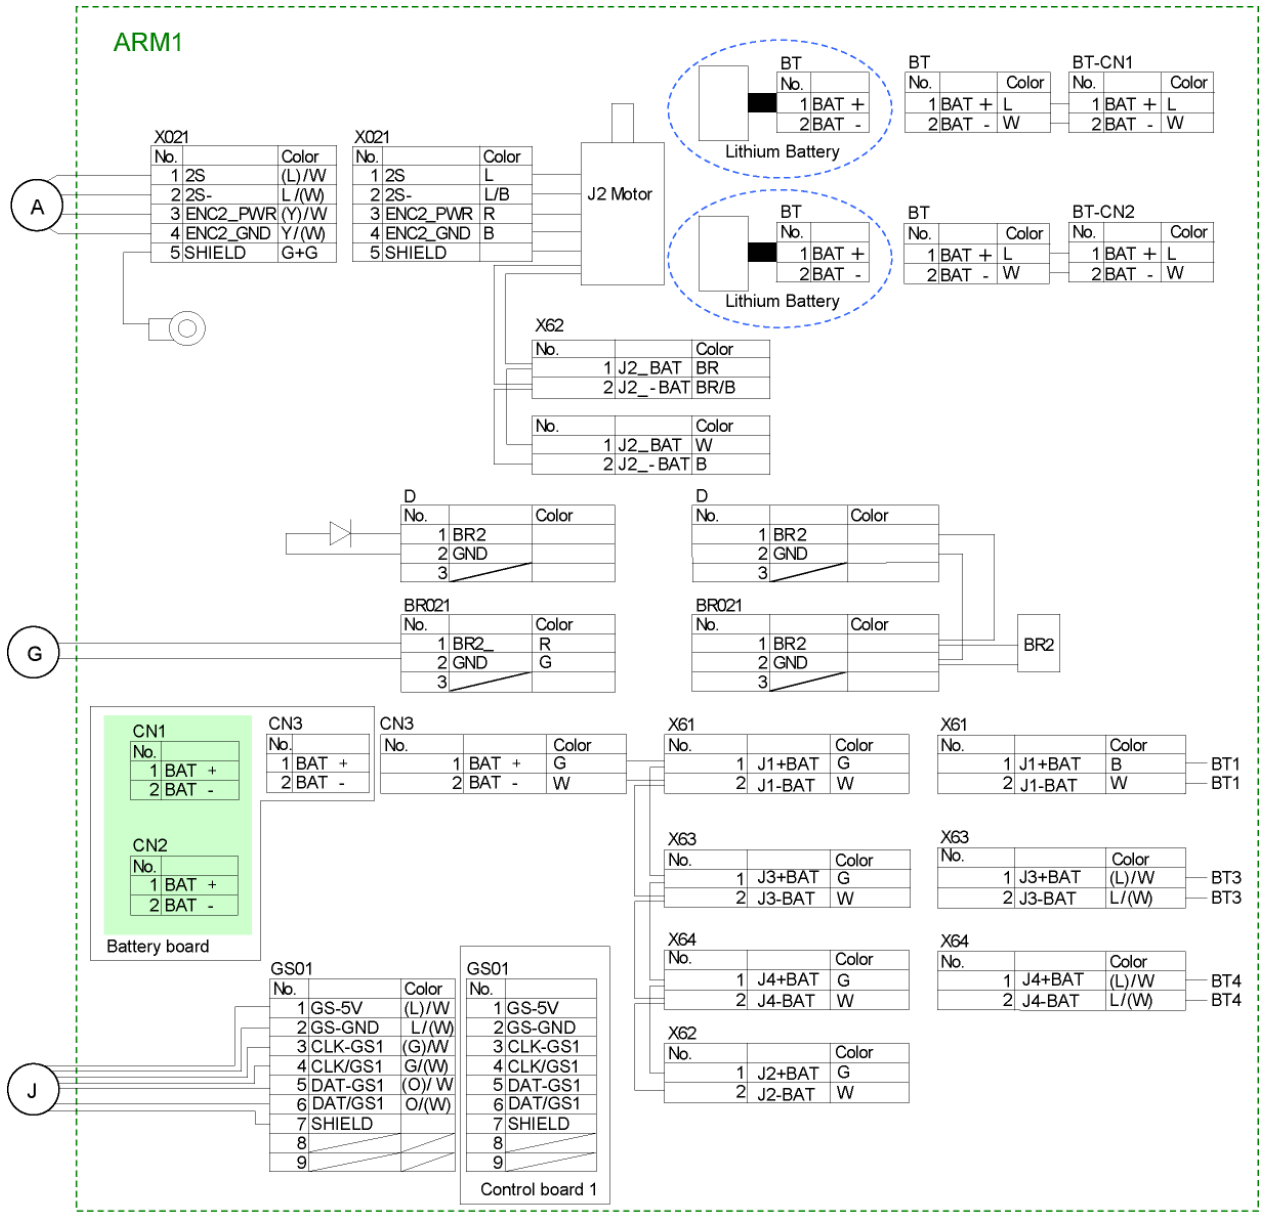 ARM1
BT
No.
1 BAT +
2 BAT -
Lithium Battery
BT
No. Color
1 BAT + L
2 BAT - W
BT-CN1
No. Color
1 BAT + L
2 BAT - W
X021
No. Color
1 2S (L)/W
2 2S- L/(W)
3 ENC2_PWR (Y)/W
4 ENC2_GND Y/(W)
5 SHIELD G+G
A
X021
No. Color
1 2S L
2 2S- L/B
3 ENC2_PWR R
4 ENC2_GND B
5 SHIELD
J2 Motor
BT
No.
1 BAT +
2 BAT -
Lithium Battery
BT
No. Color
1 BAT + L
2 BAT - W
BT-CN2
No. Color
1 BAT + L
2 BAT - W
X62
No. Color
1 J2_BAT BR
2 J2_-BAT BR/B
No. Color
1 J2_BAT W
2 J2_-BAT B
D
No. Color
1 BR2
2 GND
3
D
No. Color
1 BR2
2 GND
3
G
BR021
No. Color
1 BR2_ R
2 GND G
3
BR021
No. Color
1 BR2
2 GND
3
BR2
CN1
No.
1 BAT +
2 BAT -
CN2
No.
1 BAT +
2 BAT -
Battery board
CN3
No.
1 BAT +
2 BAT -
CN3
No. Color
1 BAT + G
2 BAT - W
X61
No. Color
1 J1+BAT G
2 J1-BAT W
X61
No. Color
1 J1+BAT B BT1
2 J1-BAT W BT1
X63
No. Color
1 J3+BAT G
2 J3-BAT W
X63
No. Color
1 J3+BAT (L)/W BT3
2 J3-BAT L/(W) BT3
X64
No. Color
1 J4+BAT G
2 J4-BAT W
X64
No. Color
1 J4+BAT (L)/W BT4
2 J4-BAT L/(W) BT4
X62
No. Color
1 J2+BAT G
2 J2-BAT W
J
GS01
No. Color
1 GS-5V (L)/W
2 GS-GND L/(W)
3 CLK-GS1 (G)/W
4 CLK/GS1 G/(W)
5 DAT-GS1 (O)/ W
6 DAT/GS1 O/(W)
7 SHIELD
8
9
GS01
No.
1 GS-5V
2 GS-GND
3 CLK-GS1
4 CLK/GS1
5 DAT-GS1
6 DAT/GS1
7 SHIELD
8
9
Control board 1